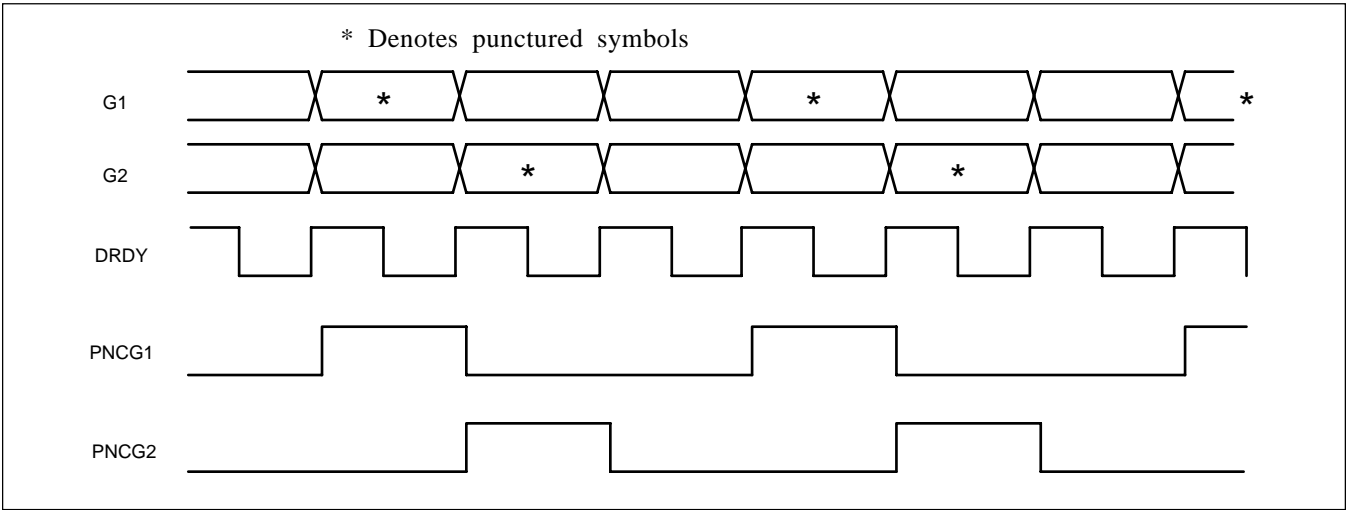 * Denotes punctured symbols
G1 * * *
G2 * *
DRDY
PNCG1
PNCG2